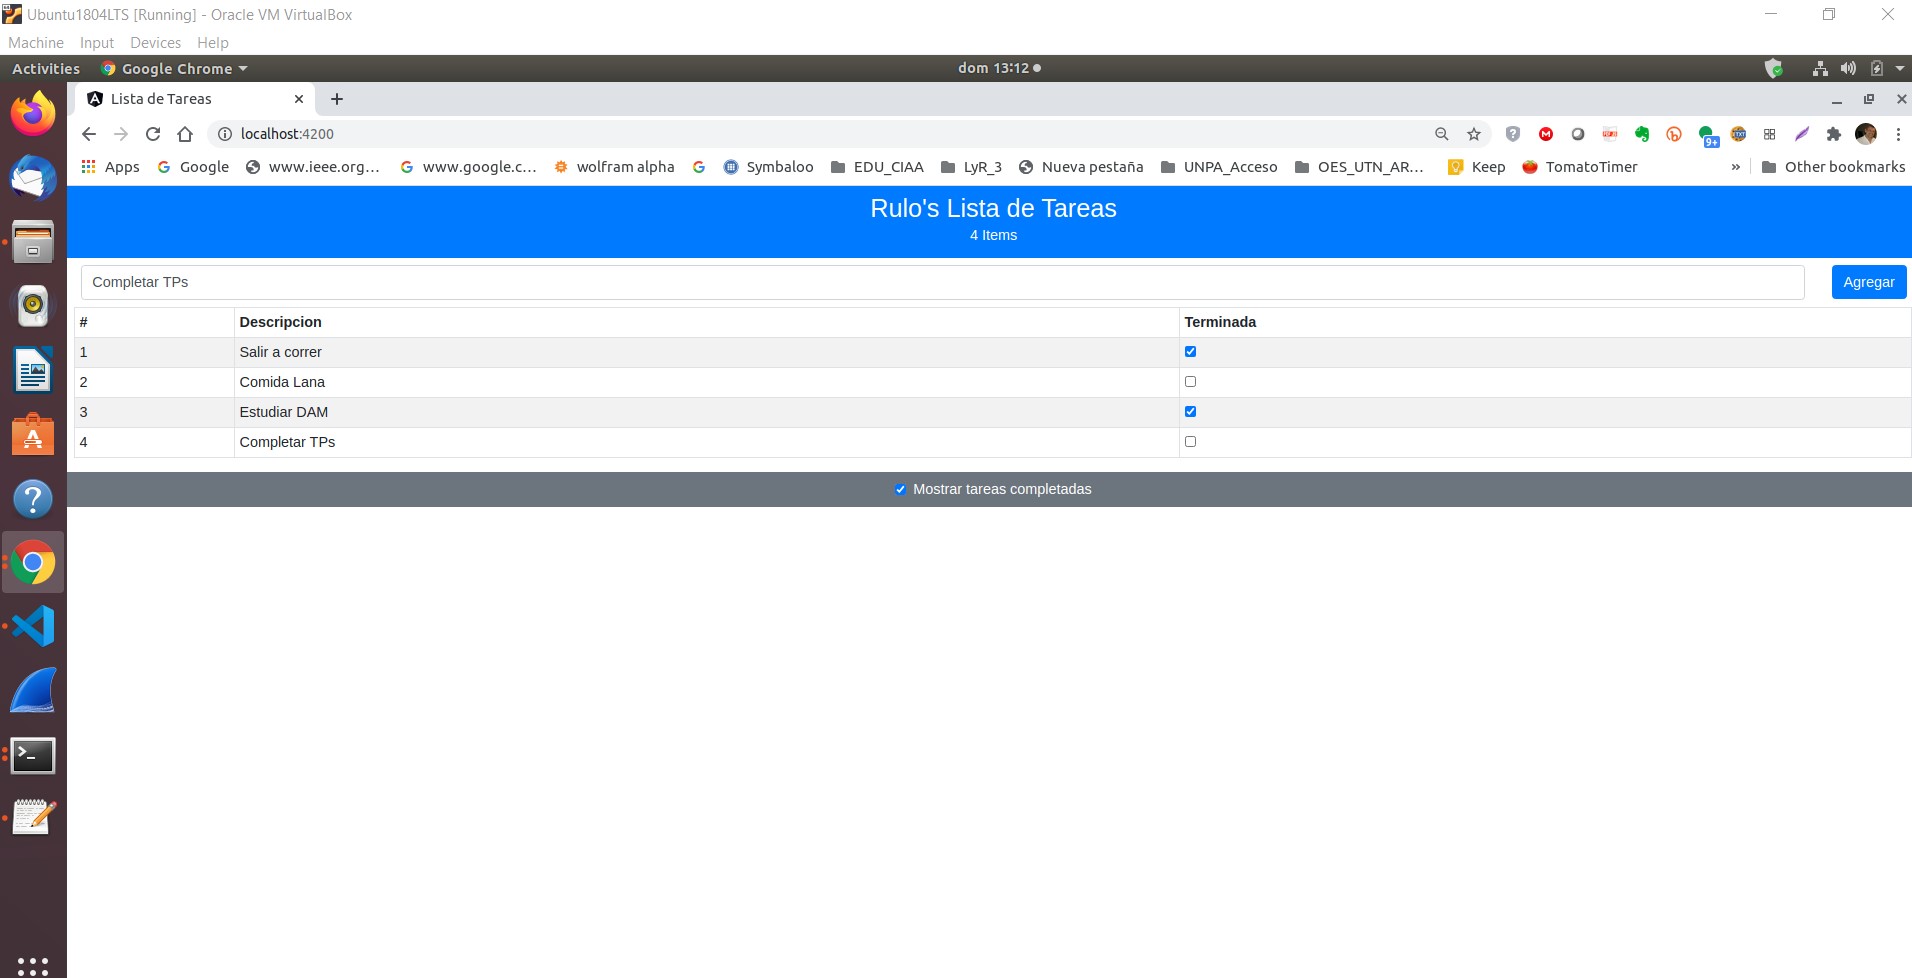 Ubuntu1804LTS [Running] - Oracle VM VirtualBox
Machine Input Devices Help
Activities Google Chrome dom 13:12
Lista de Tareas
localhost:4200
9+
Apps Google www.ieee.org... www.google.c... wolfram alpha Symbaloo EDU_CIAA LyR_3 Nueva pestaña UNPA_Acceso OES_UTN_AR... Keep TomatoTimer » Other bookmarks
Rulo's Lista de Tareas
4 Items
Completar TPs Agregar
# Descripcion Terminada
1 Salir a correr
2 Comida Lana
3 Estudiar DAM
4 Completar TPs
Mostrar tareas completadas